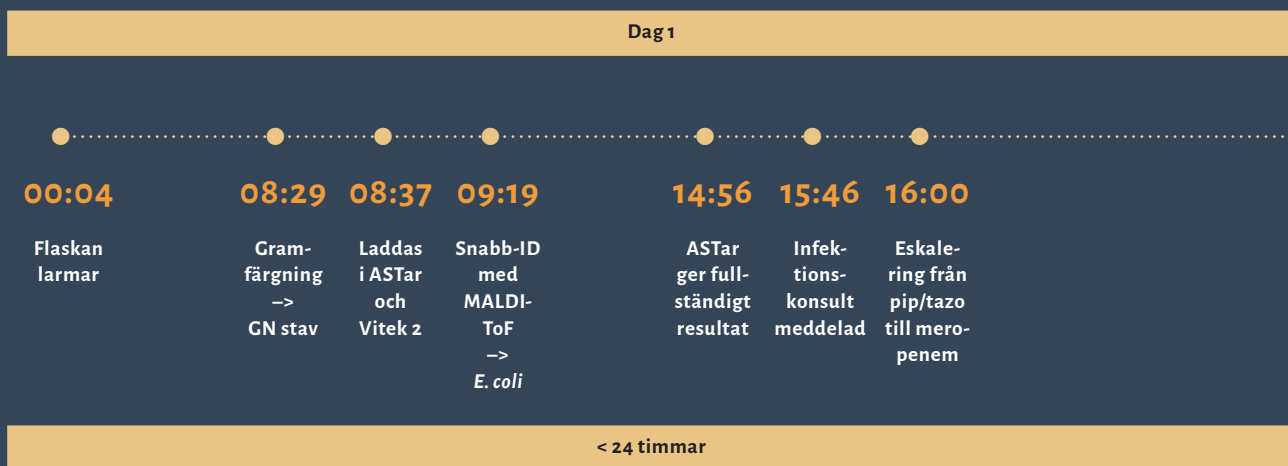 Dag 1
00:04
Flaskan
larmar
08:29
Gram-
färgning
–>
GN stav
08:37
Laddas
i ASTar
och
Vitek 2
09:19
Snabb-ID
med
MALDI-
ToF
–>
E. coli
14:56
ASTar
ger full-
ständigt
resultat
15:46
Infek-
tions-
konsult
meddelad
16:00
Eskale-
ring från
pip/tazo
till mero-
penem
< 24 timmar